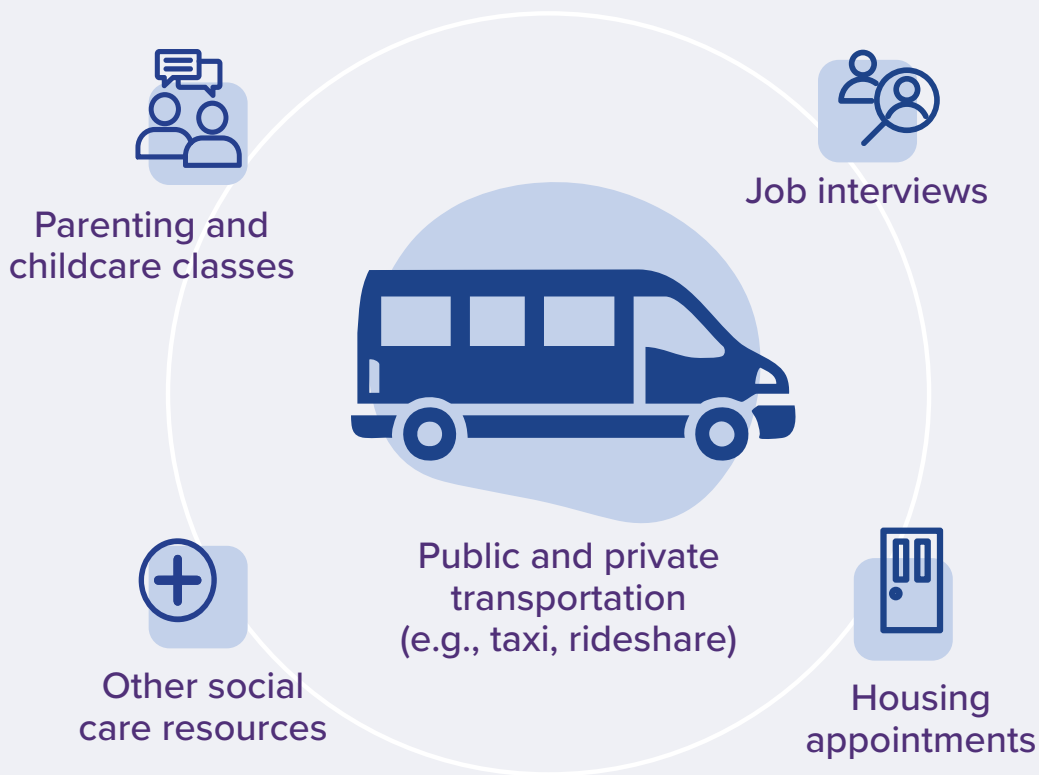 Parenting and
childcare classes
Job interviews
Public and private
transportation
(e.g., taxi, rideshare)
Other social
care resources
Housing
appointments